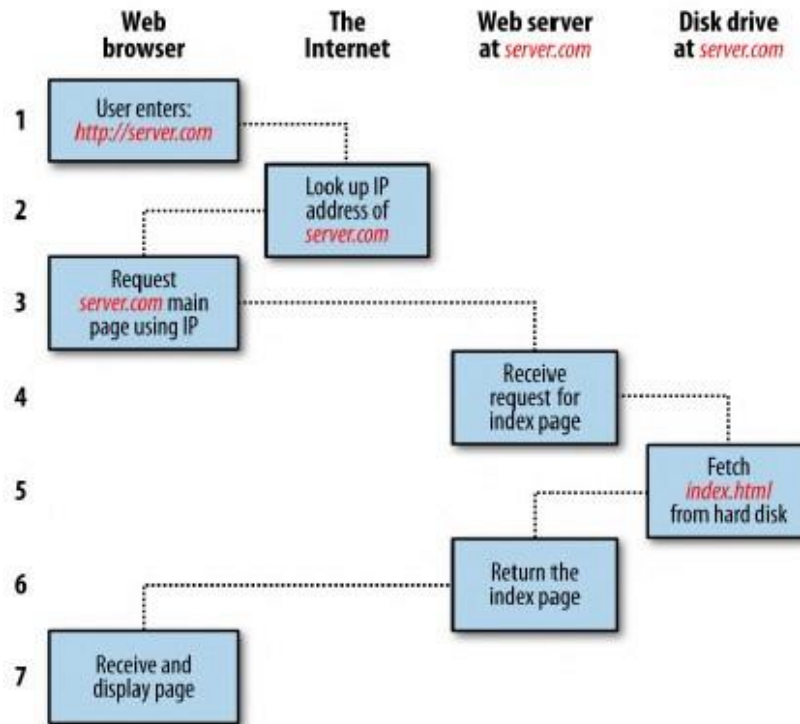 Web
browser
The
Internet
Web server
at server.com
Disk drive
at server.com
1
User enters:
http://server.com
2
Look up IP
address of
server.com
3
Request
server.com main
page using IP
4
Receive
request for
index page
5
Fetch
index.html
from hard disk
6
Return the
index page
7
Receive and
display page